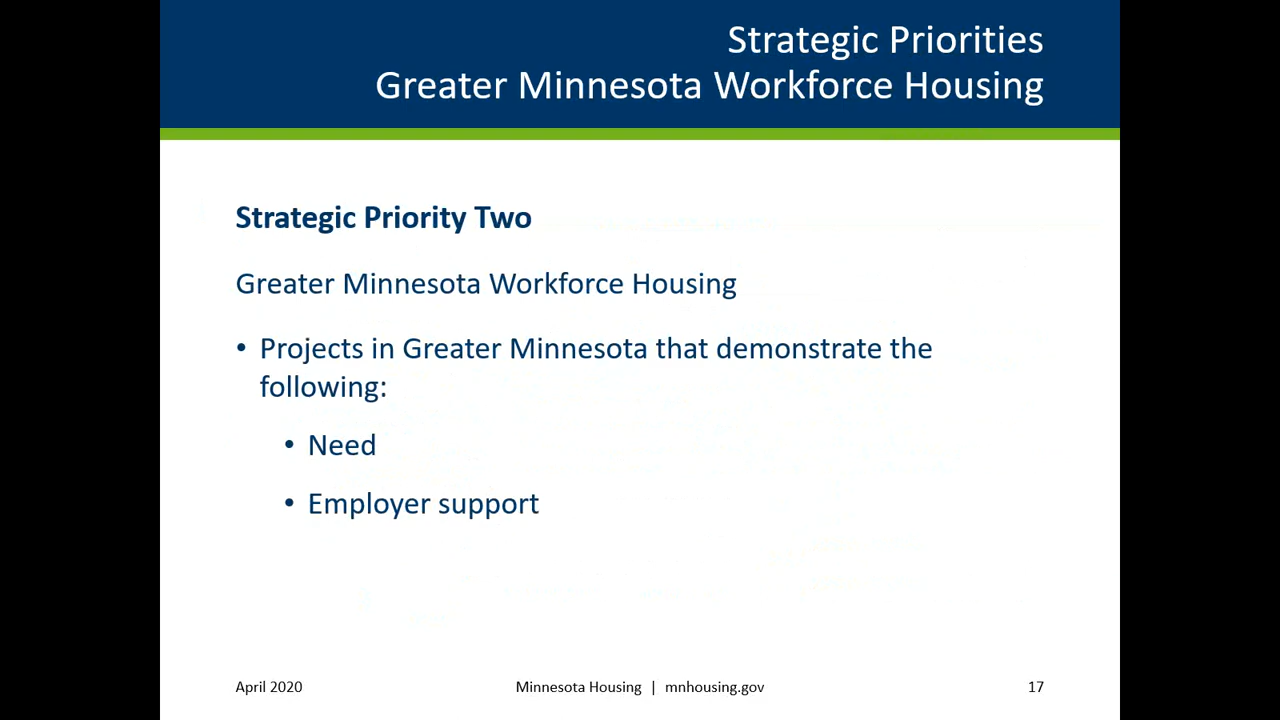 Strategic Priorities
Greater Minnesota Workforce Housing
Strategic Priority Two
Greater Minnesota Workforce Housing
• Projects in Greater Minnesota that demonstrate the
following:
• Need
• Employer support
April 2020
Minnesota Housing | mnhousing.gov
17